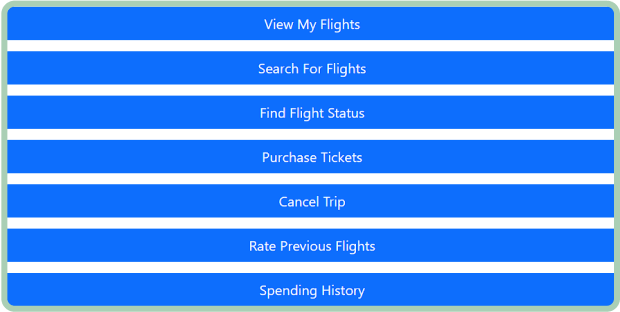 View My Flights
Search For Flights
Find Flight Status
Purchase Tickets
Cancel Trip
Rate Previous Flights
Spending History